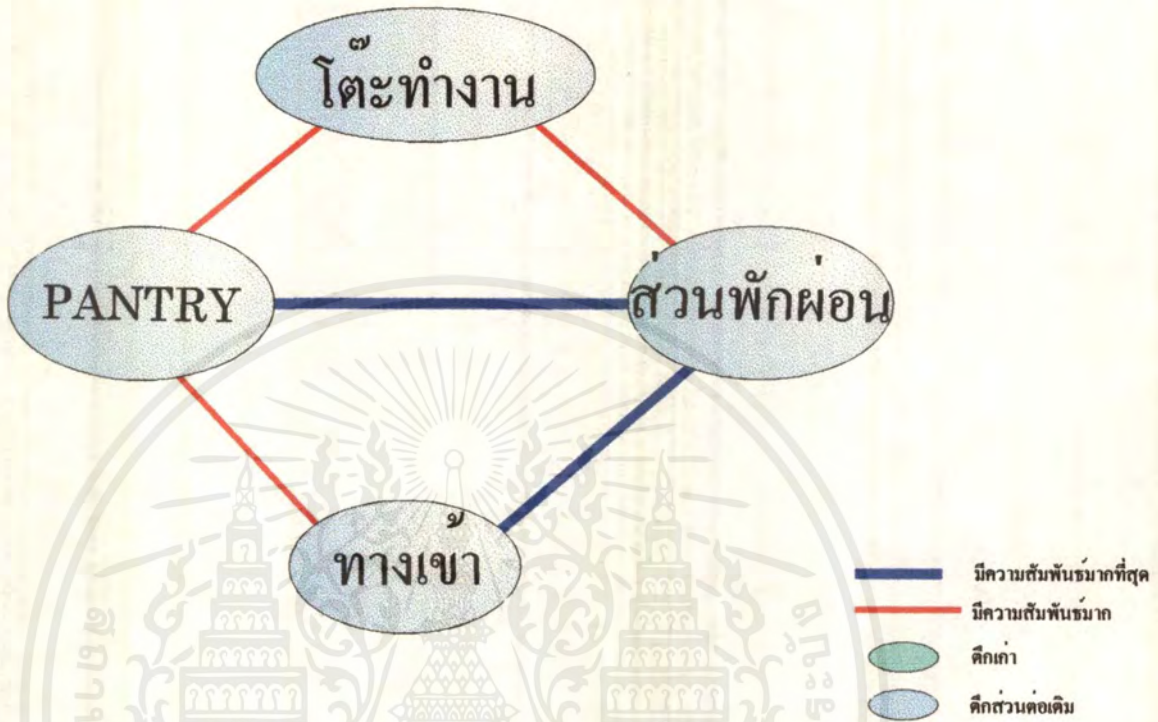 โต๊ะทำงาน
PANTRY
ส่วนพักผ่อน
ทางเข้า
มีความสัมพันธ์มากที่สุด
มีความสัมพันธ์มาก
ตึกเก่า
ตึกส่วนต่อเติม